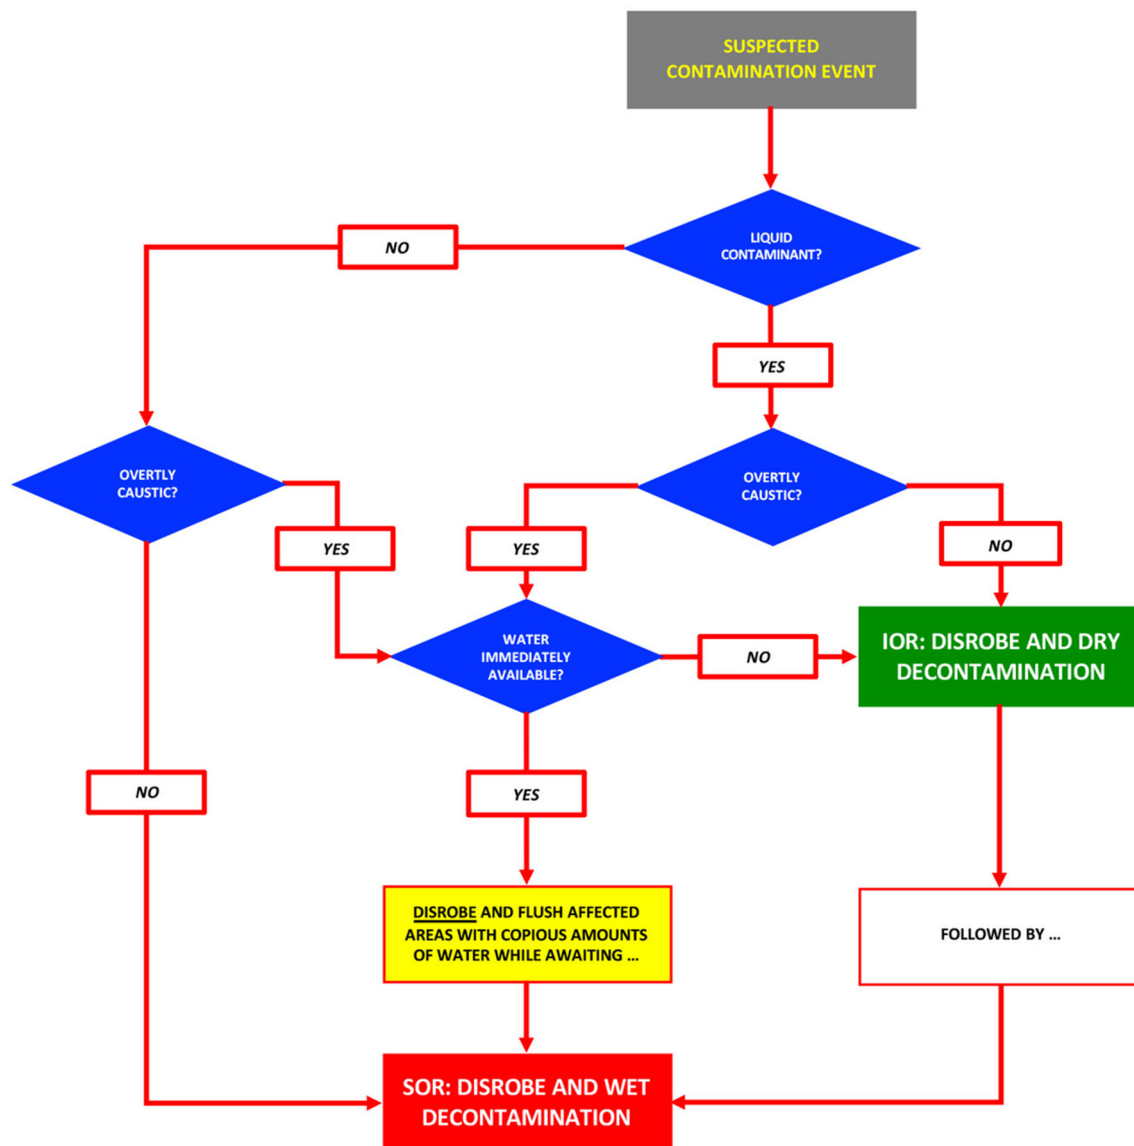 SUSPECTED
CONTAMINATION EVENT
LIQUID
CONTAMINANT?
NO
YES
OVERTLY
CAUSTIC?
OVERTLY
CAUSTIC?
YES
YES
NO
WATER
IMMEDIATELY
AVAILABLE?
NO
IOR: DISROBE AND DRY
DECONTAMINATION
NO
YES
DISROBE AND FLUSH AFFECTED
AREAS WITH COPIOUS AMOUNTS
OF WATER WHILE AWAITING ...
FOLLOWED BY ...
SOR: DISROBE AND WET
DECONTAMINATION